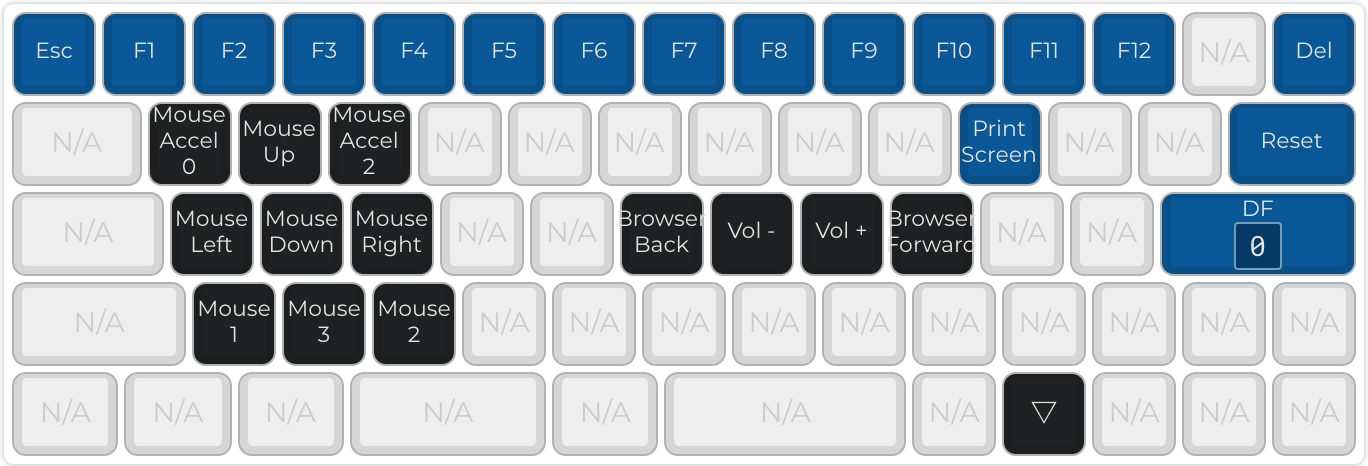 Esc F1 F2 F3 F4 F5 F6 F7 F8 F9 F10 F11 F12 N/A Del
N/A Mouse Accel 0 Mouse Up Mouse Accel 2 N/A N/A N/A N/A N/A N/A Print Screen N/A N/A Reset
N/A Mouse Left Mouse Down Mouse Right N/A N/A Browser Back Vol - Vol + Browser Forward N/A N/A DF 0
N/A Mouse 1 Mouse 3 Mouse 2 N/A N/A N/A N/A N/A N/A N/A N/A N/A N/A
N/A N/A N/A N/A N/A N/A N/A ▽ N/A N/A N/A